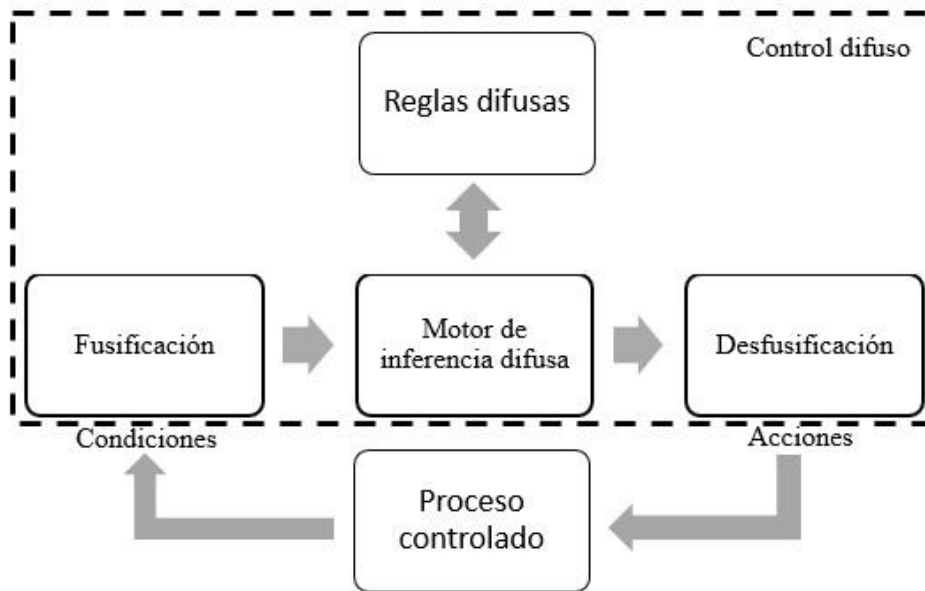 Control difuso
Reglas difusas
Fusificación
Motor de
inferencia difusa
Desfusificación
Condiciones
Acciones
Proceso
controlado